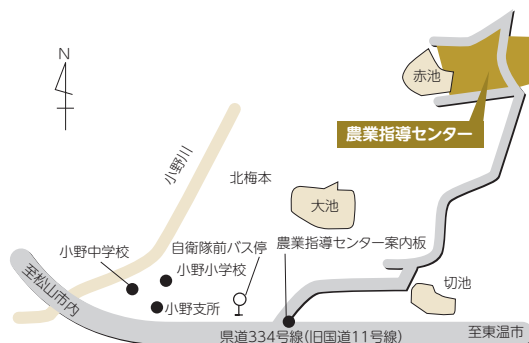 N
赤池
農業指導センター
小野川
北梅本
大池
自衛隊前バス停
農業指導センター案内板
小野中学校
小野小学校
至松山市内
切池
小野支所
県道334号線(旧国道11号線)
至東温市